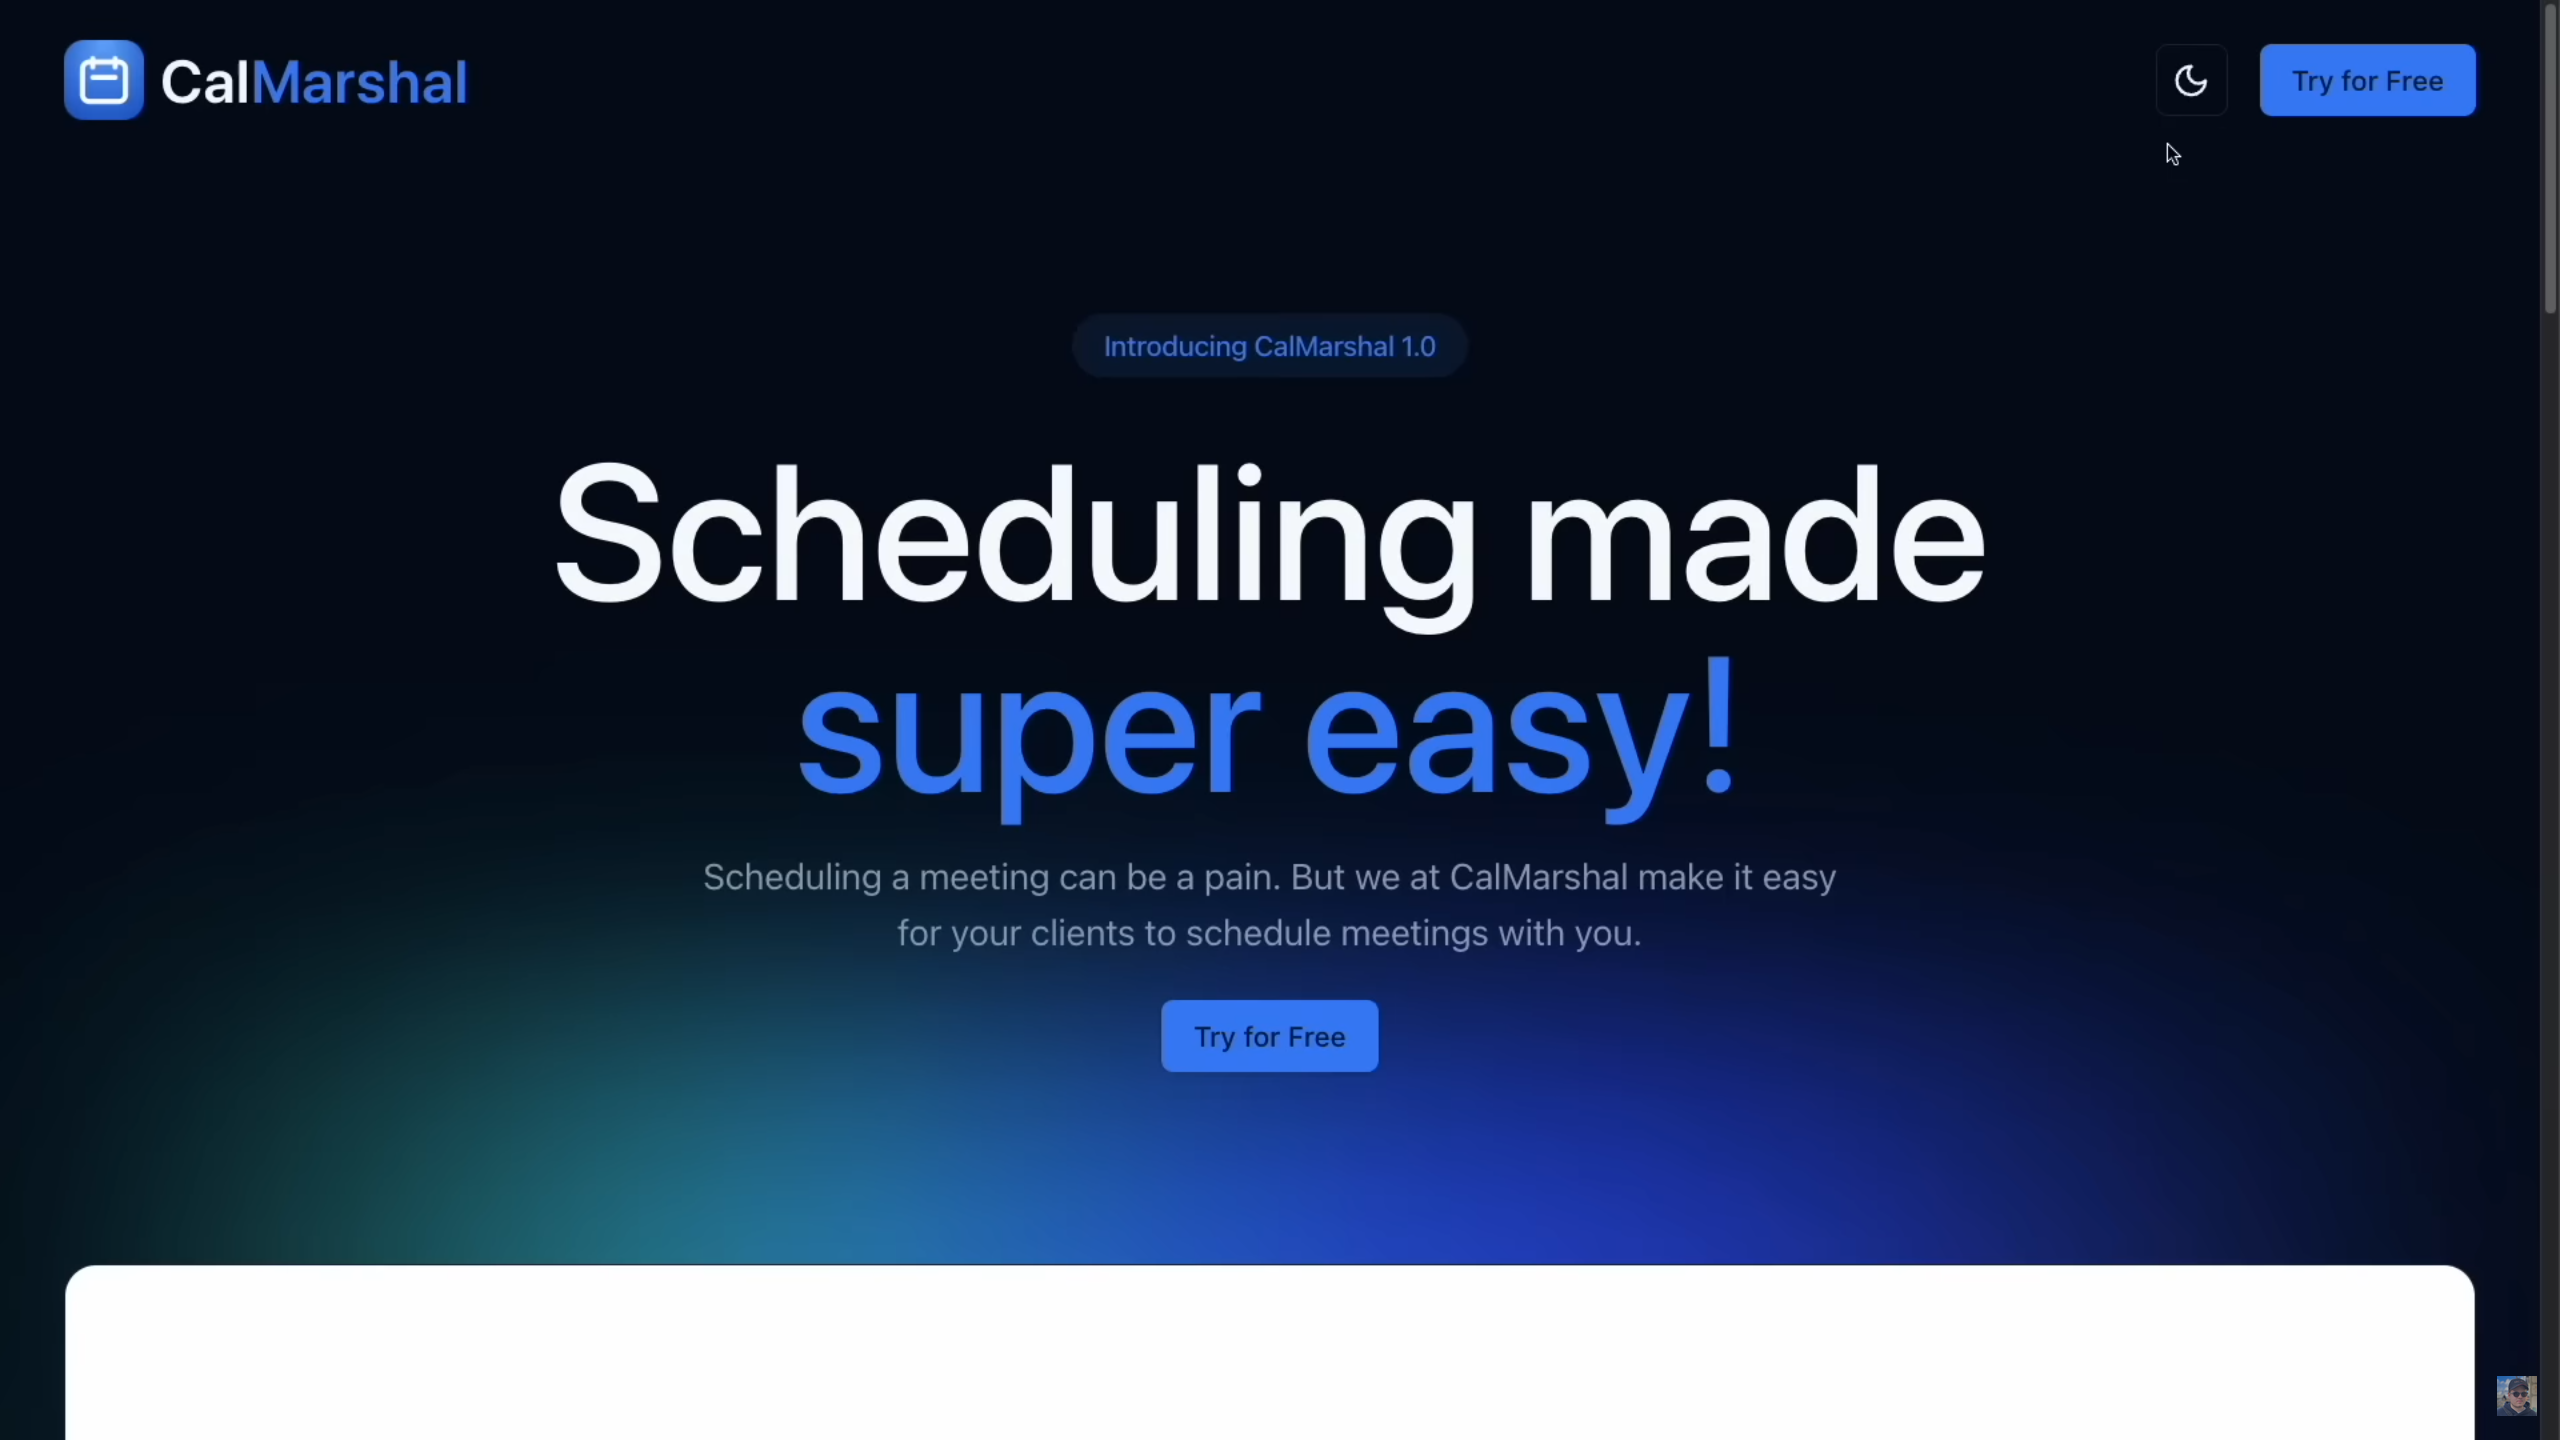 CalMarshal
Try for Free
Introducing CalMarshal 1.0
Scheduling made
super easy!
Scheduling a meeting can be a pain. But we at CalMarshal make it easy
for your clients to schedule meetings with you.
Try for Free